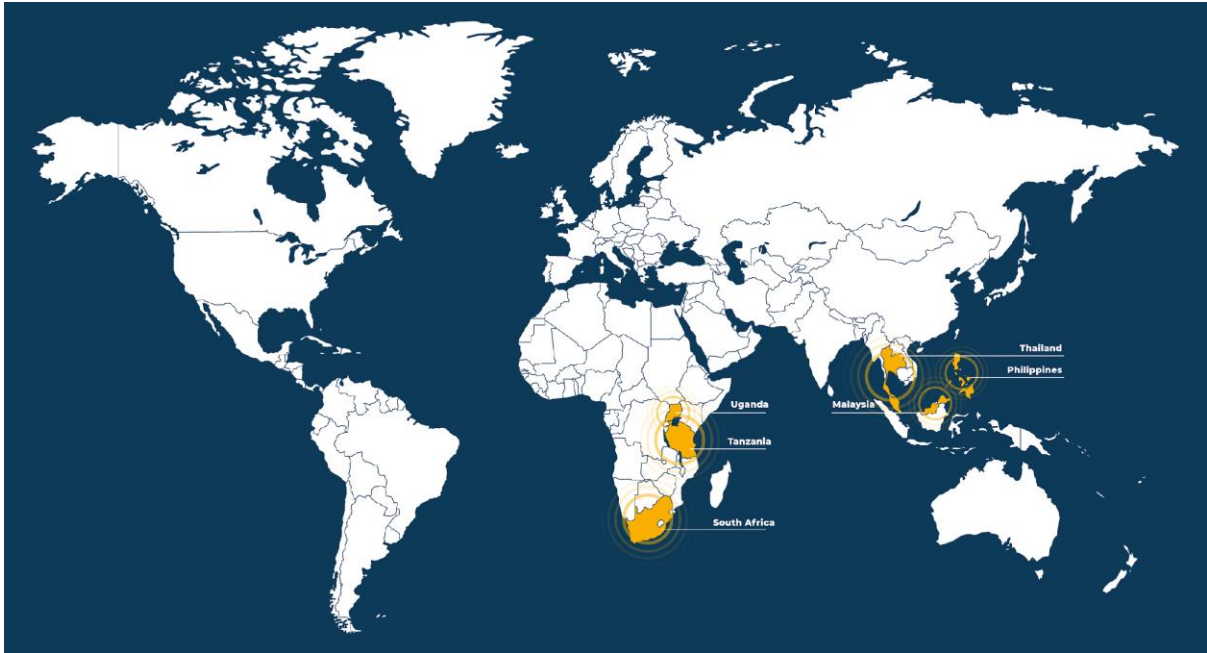 Thailand
Philippines
Malaysia
Uganda
Tanzania
South Africa